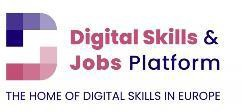 Digital Skills &
Jobs Platform
THE HOME OF DIGITAL SKILLS IN EUROPE